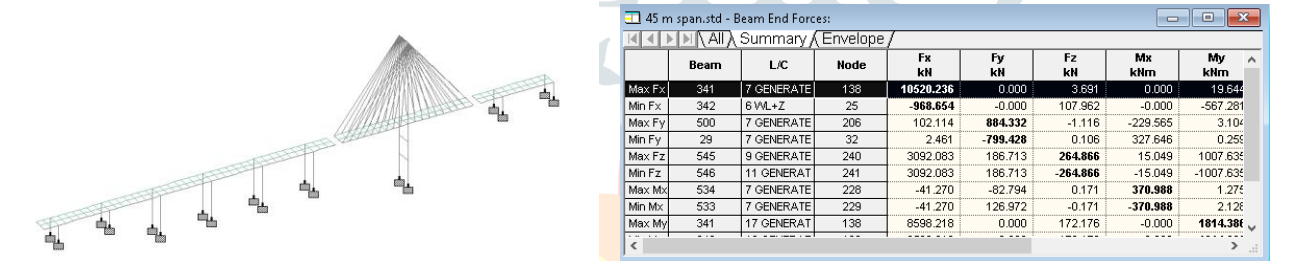 45 m span.std - Beam End Forces:
All Summary Envelope
Beam L/C Node Fx kN Fy kN Fz kN Mx kNm My kNm
Max Fx 341 7 GENERATE 138 10520.236 0.000 3.691 0.000 19.644
Min Fx 342 6 WL+Z 25 -968.654 -0.000 107.962 -0.000 -567.281
Max Fy 500 7 GENERATE 206 102.114 884.332 -1.116 -229.565 3.104
Min Fy 29 7 GENERATE 32 2.461 -799.428 0.106 327.646 0.259
Max Fz 545 9 GENERATE 240 3092.083 186.713 264.866 15.049 1007.635
Min Fz 546 11 GENERAT 241 3092.083 186.713 -264.866 -15.049 -1007.635
Max Mx 534 7 GENERATE 228 -41.270 -82.794 0.171 370.988 1.275
Min Mx 533 7 GENERATE 229 -41.270 126.972 -0.171 -370.988 2.128
Max My 341 17 GENERAT 138 8598.218 0.000 172.176 -0.000 1814.386